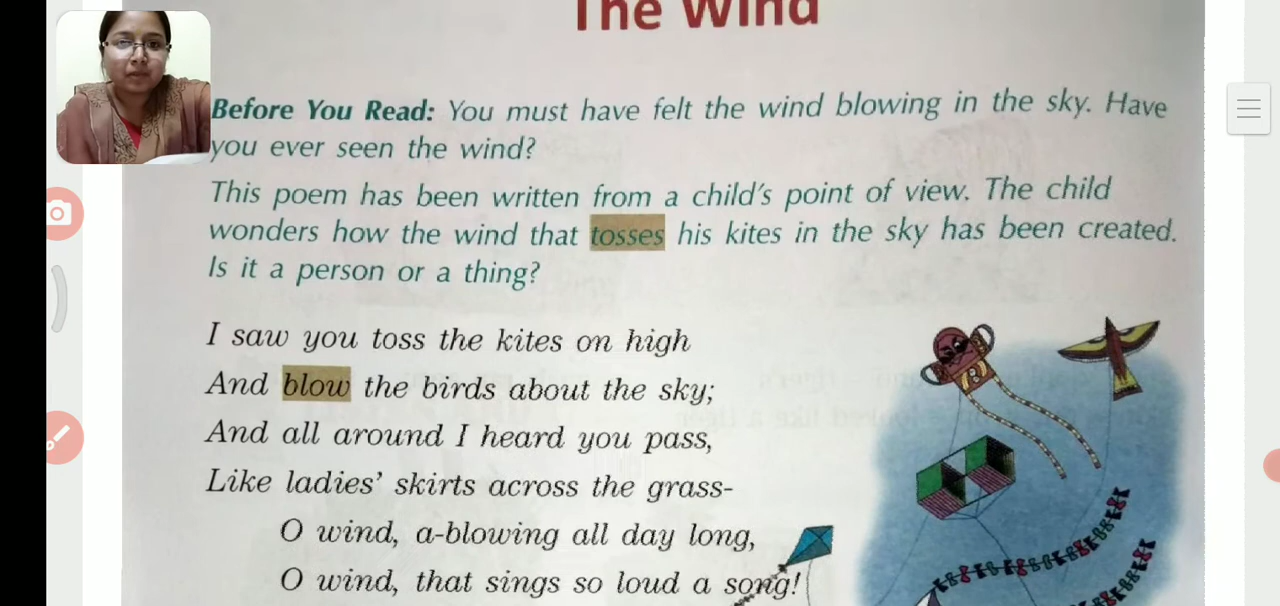 The Wind
Before You Read: You must have felt the wind blowing in the sky. Have
you ever seen the wind?
This poem has been written from a child's point of view. The child
wonders how the wind that tosses his kites in the sky has been created.
Is it a person or a thing?
I saw you toss the kites on high
And blow the birds about the sky;
And all around I heard you pass,
Like ladies' skirts across the grass-
O wind, a-blowing all day long,
O wind, that sings so loud a song!